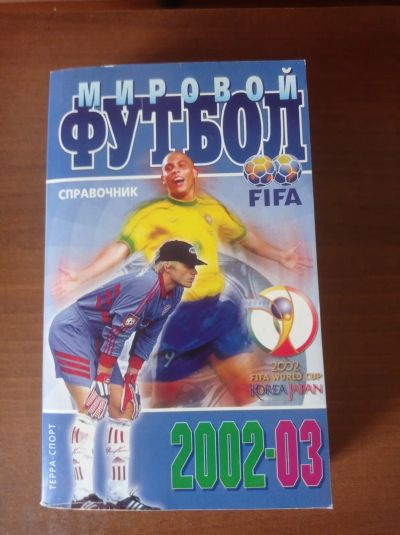 МИРОВОЙ
ФУТБОЛ
СПРАВОЧНИК
FIFA
2002
FIFA WORLD CUP
KOREA JAPAN
2002-03
ТЕРРА-СПОРТ